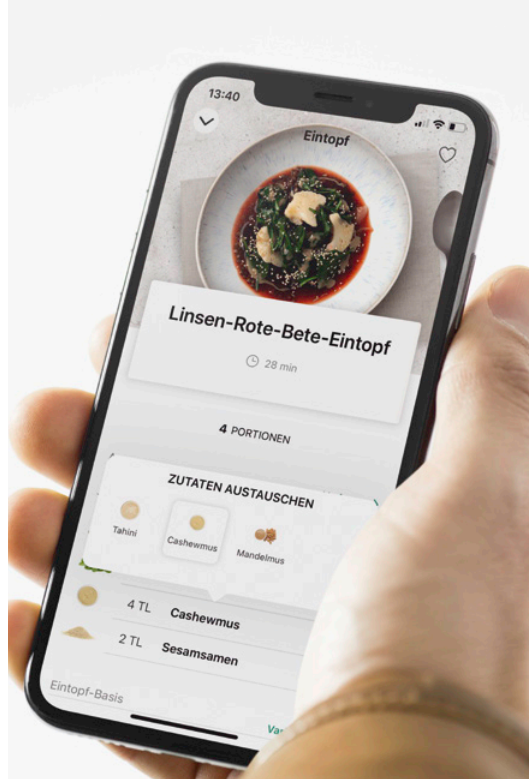 13:40
Eintopf
Linsen-Rote-Bete-Eintopf
28 min
4 PORTIONEN
ZUTATEN AUSTAUSCHEN
Tahini
Cashewmus
Mandelmus
4 TL Cashewmus
2 TL Sesamsamen
Eintopf-Basis